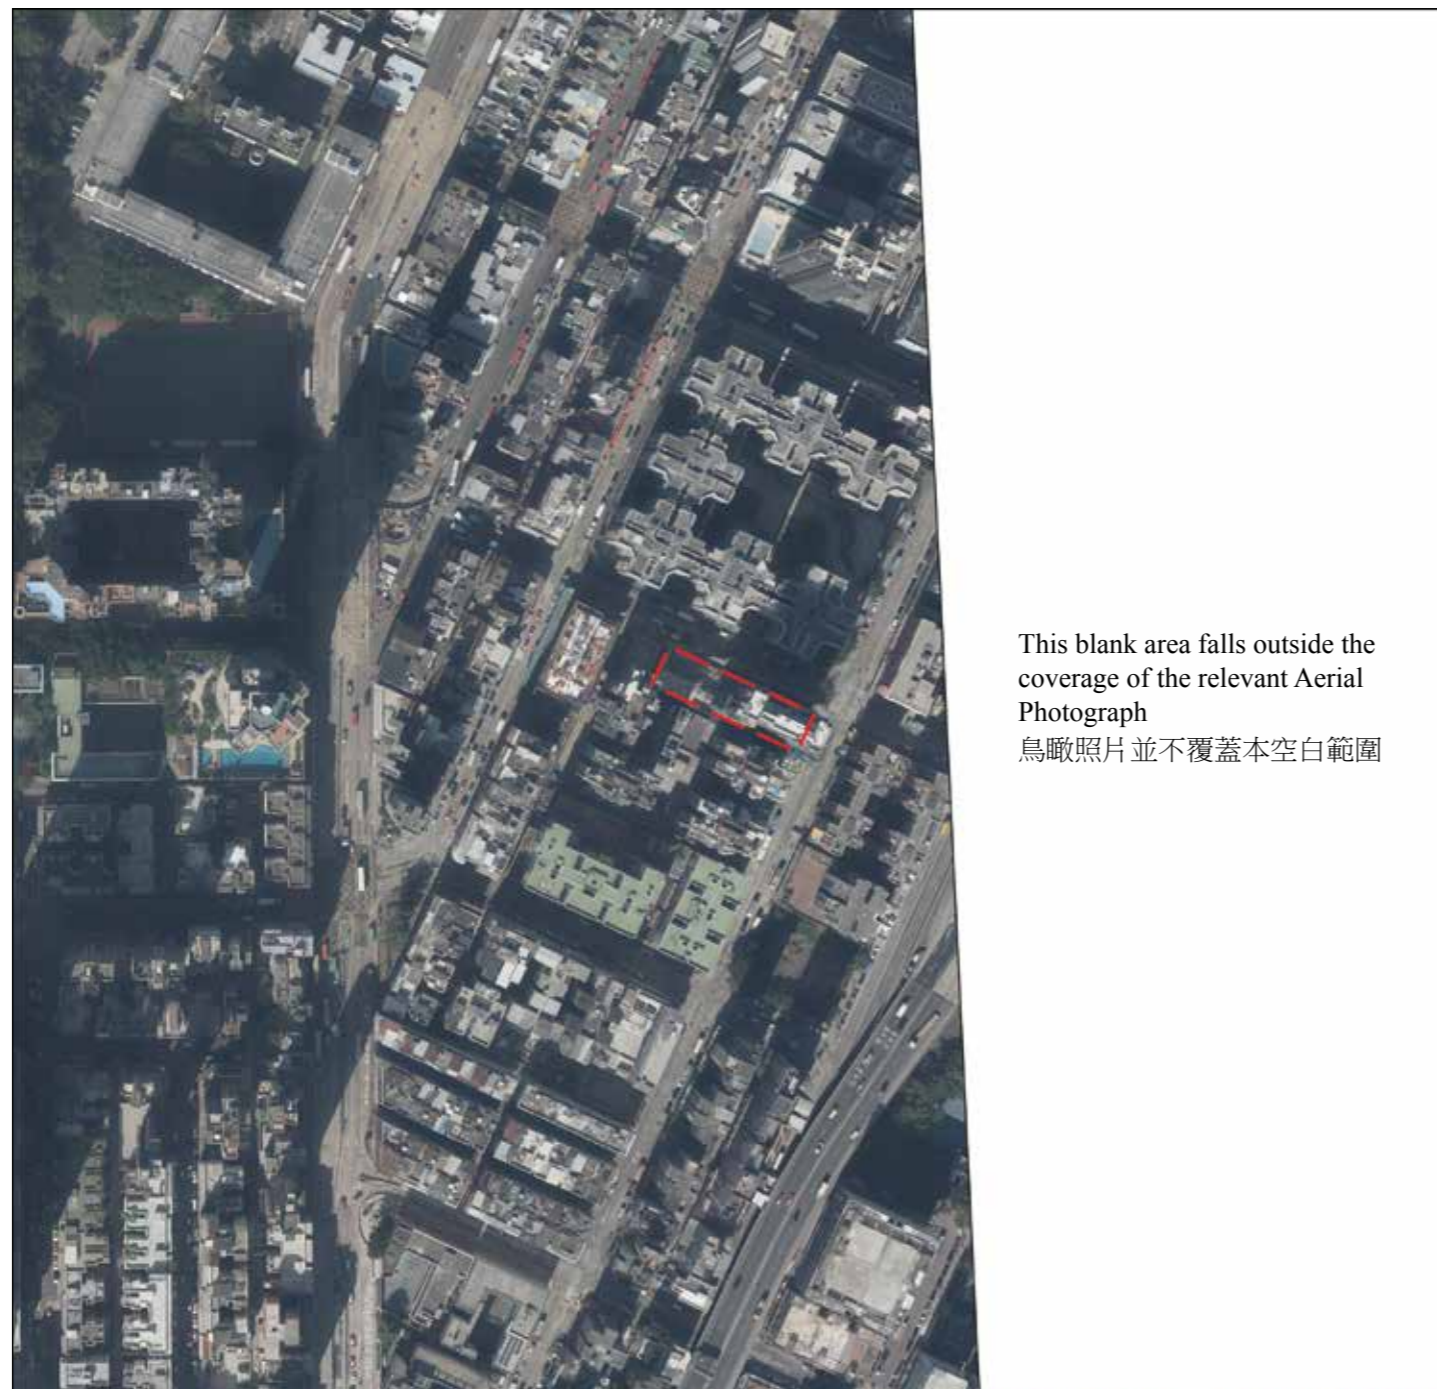 This blank area falls outside the
coverage of the relevant Aerial
Photograph
鳥瞰照片並不覆蓋本空白範圍